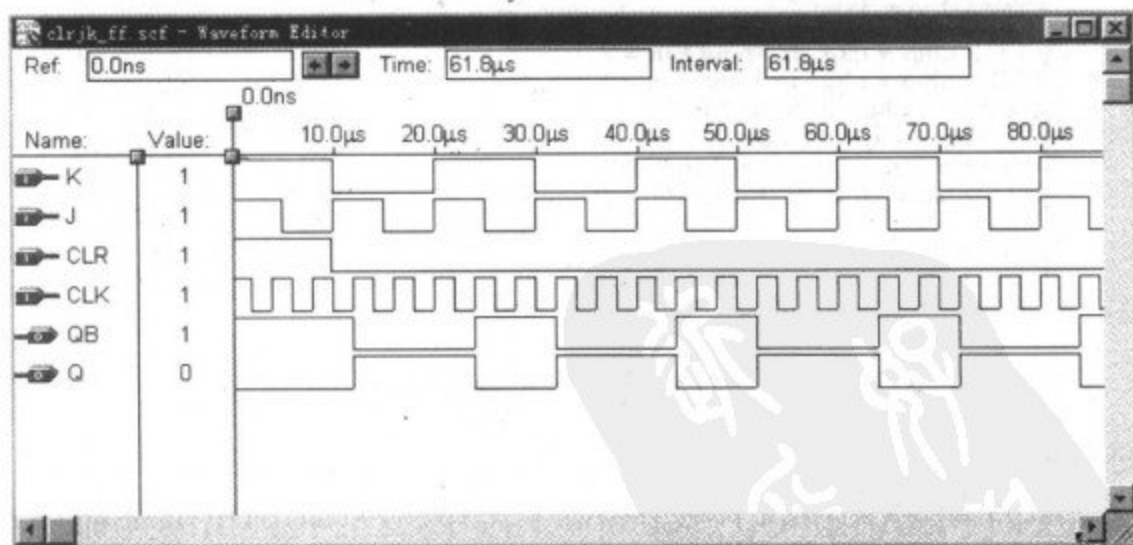 clrjk_ff.scf - Waveform Editor
Ref: 0.0ns Time: 61.8μs Interval: 61.8μs
0.0ns
Name: Value: 10.0μs 20.0μs 30.0μs 40.0μs 50.0μs 60.0μs 70.0μs 80.0μs
K 1
J 1
CLR 1
CLK 1
QB 1
Q 0